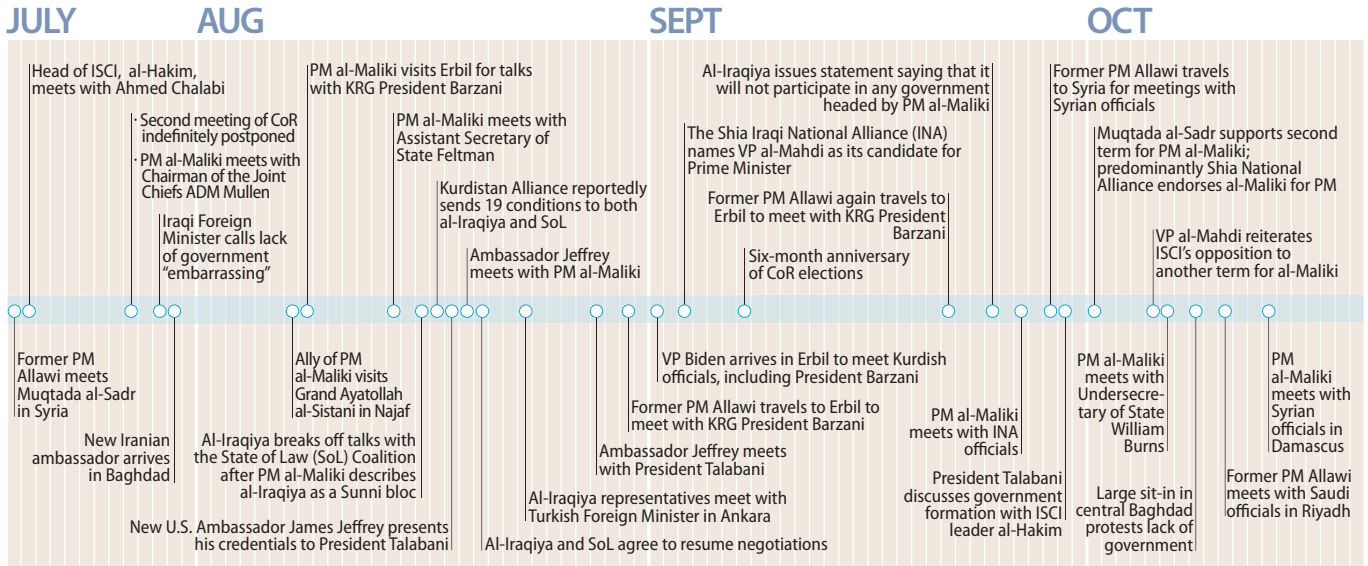 JULY
AUG
SEPT
OCT
Head of ISCI, al-Hakim,
meets with Ahmed Chalabi
· Second meeting of CoR
indefinitely postponed
· PM al-Maliki meets with
Chairman of the Joint
Chiefs ADM Mullen
Iraqi Foreign
Minister calls lack
of government
“embarrassing”
PM al-Maliki visits Erbil for talks
with KRG President Barzani
PM al-Maliki meets with
Assistant Secretary of
State Feltman
Kurdistan Alliance reportedly
sends 19 conditions to both
al-Iraqiya and SoL
Ambassador Jeffrey
meets with PM al-Maliki
Al-Iraqiya issues statement saying that it
will not participate in any government
headed by PM al-Maliki
The Shia Iraqi National Alliance (INA)
names VP al-Mahdi as its candidate for
Prime Minister
Former PM Allawi again travels to
Erbil to meet with KRG President
Barzani
Six-month anniversary
of CoR elections
Former PM Allawi travels
to Syria for meetings with
Syrian officials
Muqtada al-Sadr supports second
term for PM al-Maliki;
predominantly Shia National
Alliance endorses al-Maliki for PM
VP al-Mahdi reiterates
ISCI’s opposition to
another term for al-Maliki
Former PM
Allawi meets
Muqtada al-Sadr
in Syria
New Iranian
ambassador arrives
in Baghdad
Ally of PM
al-Maliki visits
Grand Ayatollah
al-Sistani in Najaf
Al-Iraqiya breaks off talks with
the State of Law (SoL) Coalition
after PM al-Maliki describes
al-Iraqiya as a Sunni bloc
New U.S. Ambassador James Jeffrey presents
his credentials to President Talabani
Al-Iraqiya and SoL agree to resume negotiations
Al-Iraqiya representatives meet with
Turkish Foreign Minister in Ankara
Ambassador Jeffrey meets
with President Talabani
Former PM Allawi travels to Erbil to
meet with KRG President Barzani
VP Biden arrives in Erbil to meet Kurdish
officials, including President Barzani
PM al-Maliki
meets with INA
officials
President Talabani
discusses government
formation with ISCI
leader al-Hakim
PM al-Maliki
meets with
Undersecre-
tary of State
William
Burns
Large sit-in in
central Baghdad
protests lack of
government
Former PM Allawi
meets with Saudi
officials in Riyadh
PM
al-Maliki
meets with
Syrian
officials in
Damascus